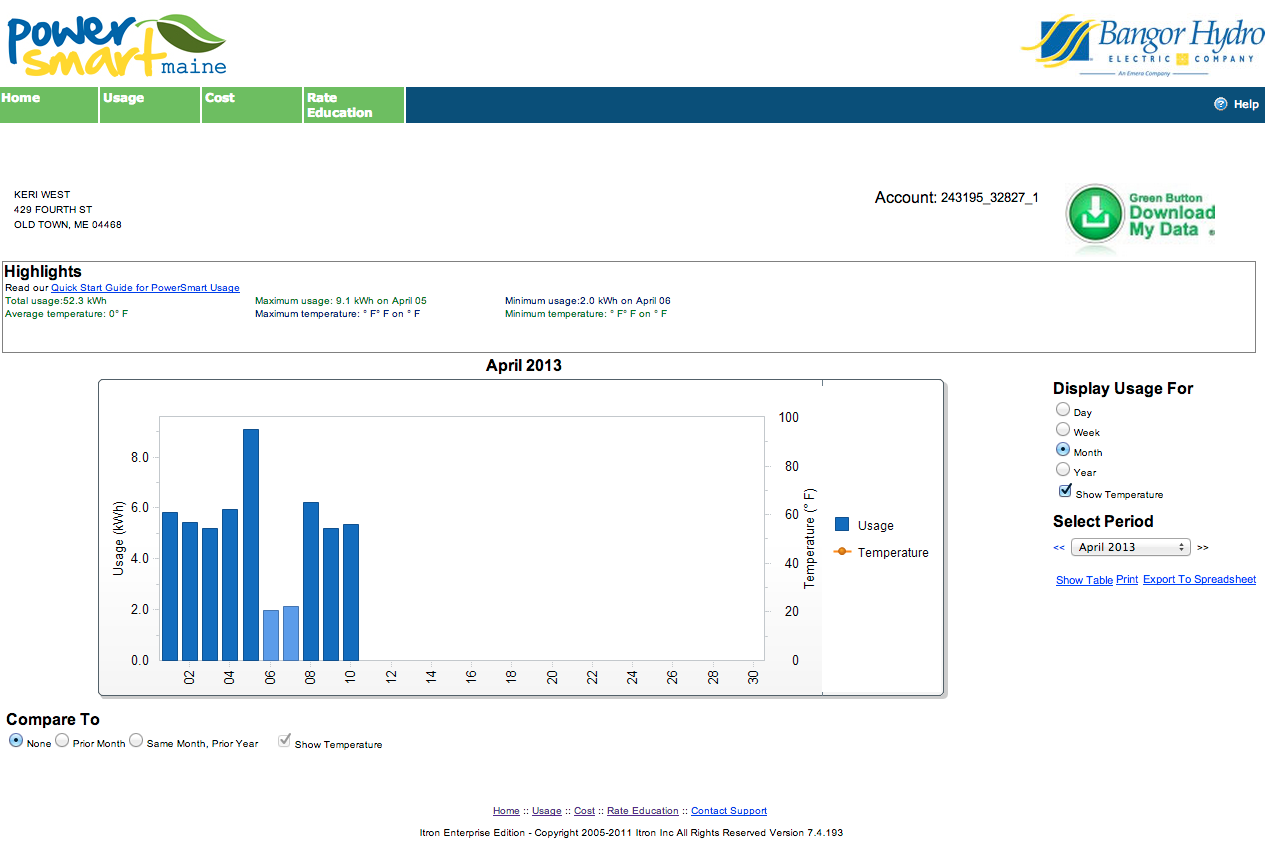 power
smart maine
Bangor Hydro
ELECTRIC COMPANY
An Emera Company
Home
Usage
Cost
Rate
Education
Help
KERI WEST
429 FOURTH ST
OLD TOWN, ME 04468
Account: 243195_32827_1
Green Button
Download
My Data ®
Highlights
Read our Quick Start Guide for PowerSmart Usage
Total usage:52.3 kWh Maximum usage: 9.1 kWh on April 05 Minimum usage:2.0 kWh on April 06
Average temperature: 0° F Maximum temperature: ° F° F on ° F Minimum temperature: ° F° F on ° F
April 2013
Usage (kWh)
8.0
6.0
4.0
2.0
0.0
02 04 06 08 10 12 14 16 18 20 22 24 26 28 30
100
80
60
40
20
0
Temperature (° F)
Usage
Temperature
Display Usage For
Day
Week
Month
Year
Show Temperature
Select Period
<< April 2013 >>
Show Table Print Export To Spreadsheet
Compare To
None Prior Month Same Month, Prior Year Show Temperature
Home :: Usage :: Cost :: Rate Education :: Contact Support
Itron Enterprise Edition - Copyright 2005-2011 Itron Inc All Rights Reserved Version 7.4.193